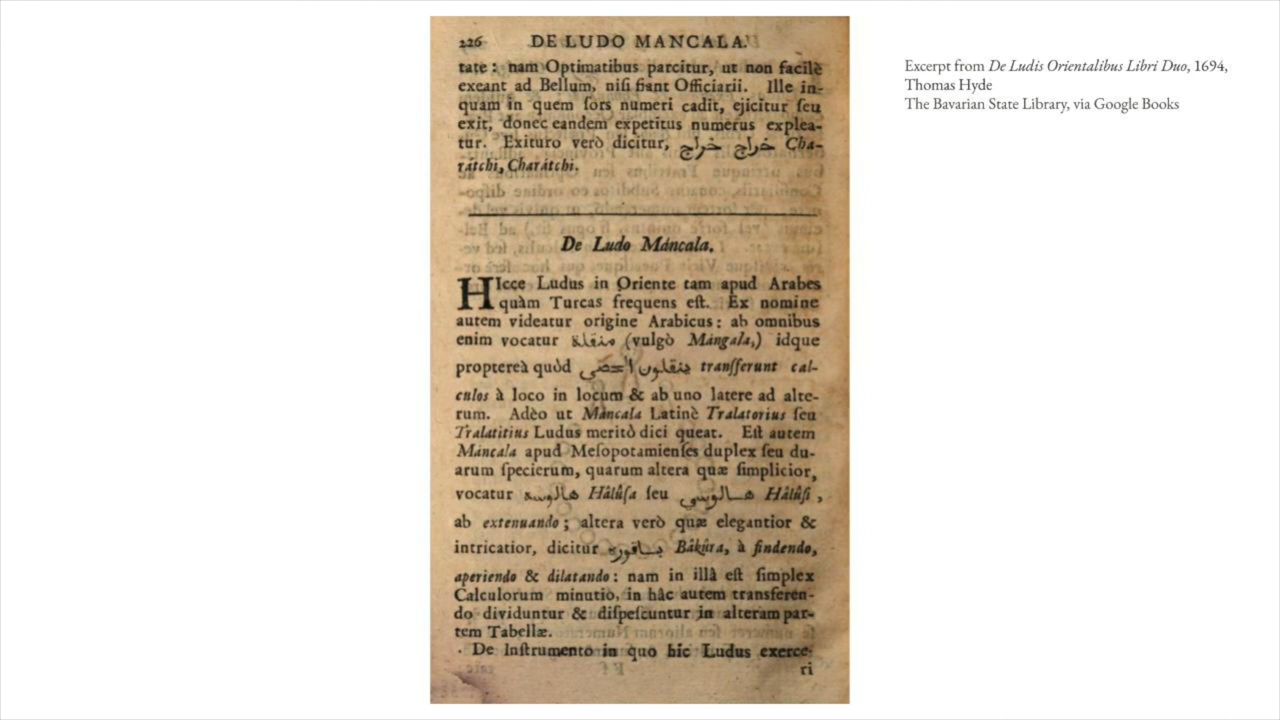 226 DE LUDO MANCALA.
tate: nam Optimatibus parcitur, ut non facilè
exeant ad Bellum, niſi fiant Officiarii. Ille in-
quam in quem ſors numeri cadit, ejicitur ſeu
exit, donec eandem expetitus numerus explea-
tur. Exituro verò dicitur, خراج خراج Cha-
rátchi, Charátchi.
De Ludo Máncala.
HIcce Ludus in Oriente tam apud Arabes
quàm Turcas frequens eſt. Ex nomine
autem videatur origine Arabicus: ab omnibus
enim vocatur منقلة (vulgò Mángala,) idque
proptereà quòd ينقلون الحصي tranſferunt cal-
culos à loco in locum & ab uno latere ad alte-
rum. Adèo ut Máncala Latinè Tralatorius ſeu
Tralatitius Ludus meritò dici queat. Eſt autem
Máncala apud Meſopotamienſes duplex ſeu du-
arum ſpecierum, quarum altera quæ ſimplicior,
vocatur هالوسه Hâlûſa ſeu هالوسي Hâlûſi,
ab extenuando; altera verò quæ elegantior &
intricatior, dicitur باقوره Bâkûra, à findendo,
aperiendo & dilatando: nam in illâ eſt ſimplex
Calculorum minutio, in hâc autem transferen-
do dividuntur & diſpeſcuntur in alteram par-
tem Tabellæ.
De Inſtrumento in quo hic Ludus exerce-
ri
Excerpt from De Ludis Orientalibus Libri Duo, 1694,
Thomas Hyde
The Bavarian State Library, via Google Books